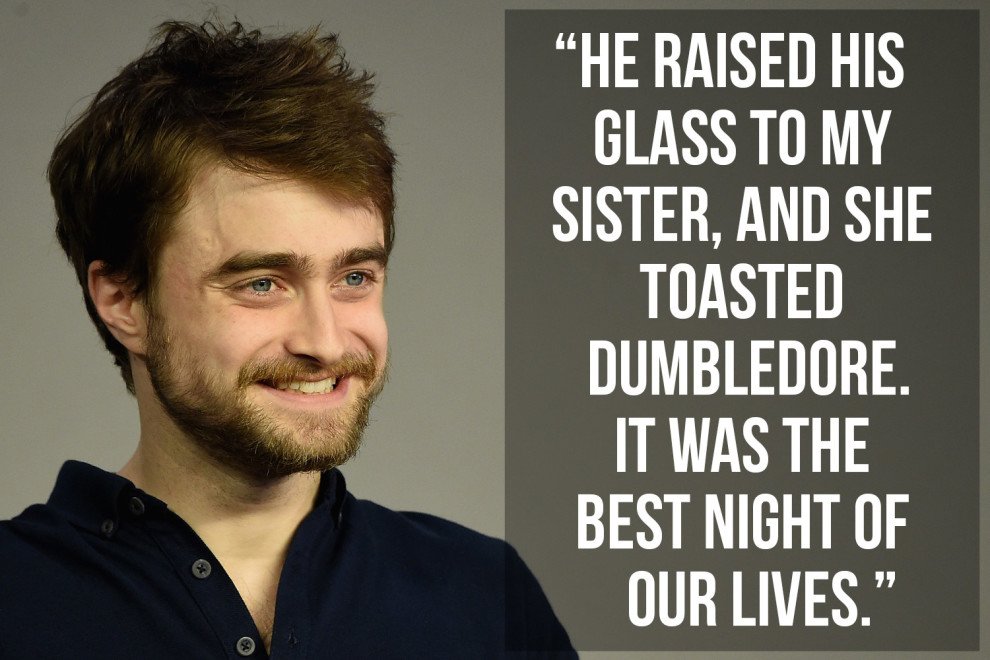 “HE RAISED HIS
GLASS TO MY
SISTER, AND SHE
TOASTED
DUMBLEDORE.
IT WAS THE
BEST NIGHT OF
OUR LIVES.”